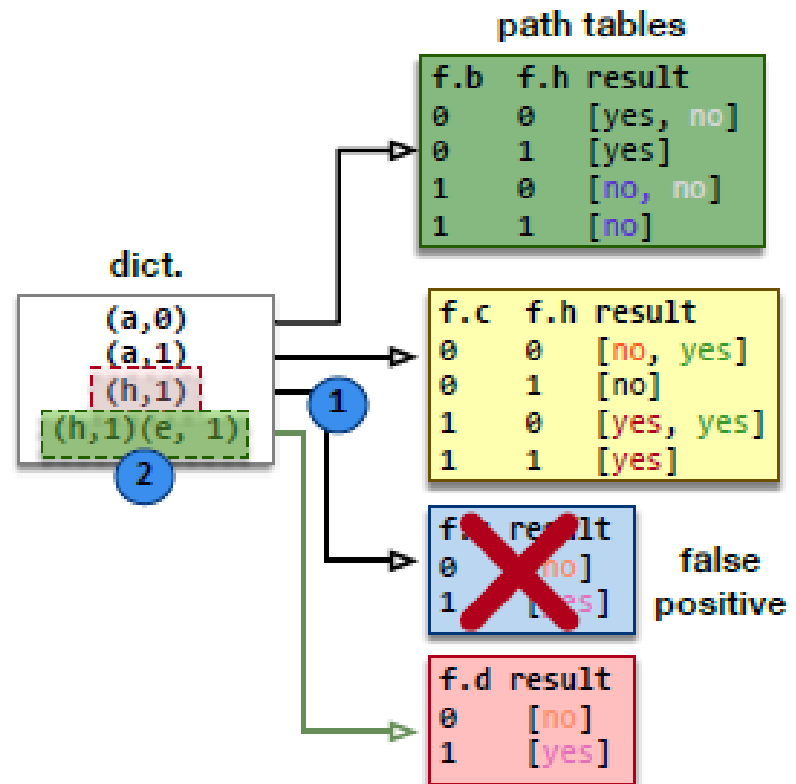 path tables
f.b f.h result
0 0 [yes, no]
0 1 [yes]
1 0 [no, no]
1 1 [no]
dict.
(a,0)
(a,1)
(h,1)
(h,1)(e, 1)
1
2
f.c f.h result
0 0 [no, yes]
0 1 [no]
1 0 [yes, yes]
1 1 [yes]
0
1
false
positive
f.d result
0 [no]
1 [yes]